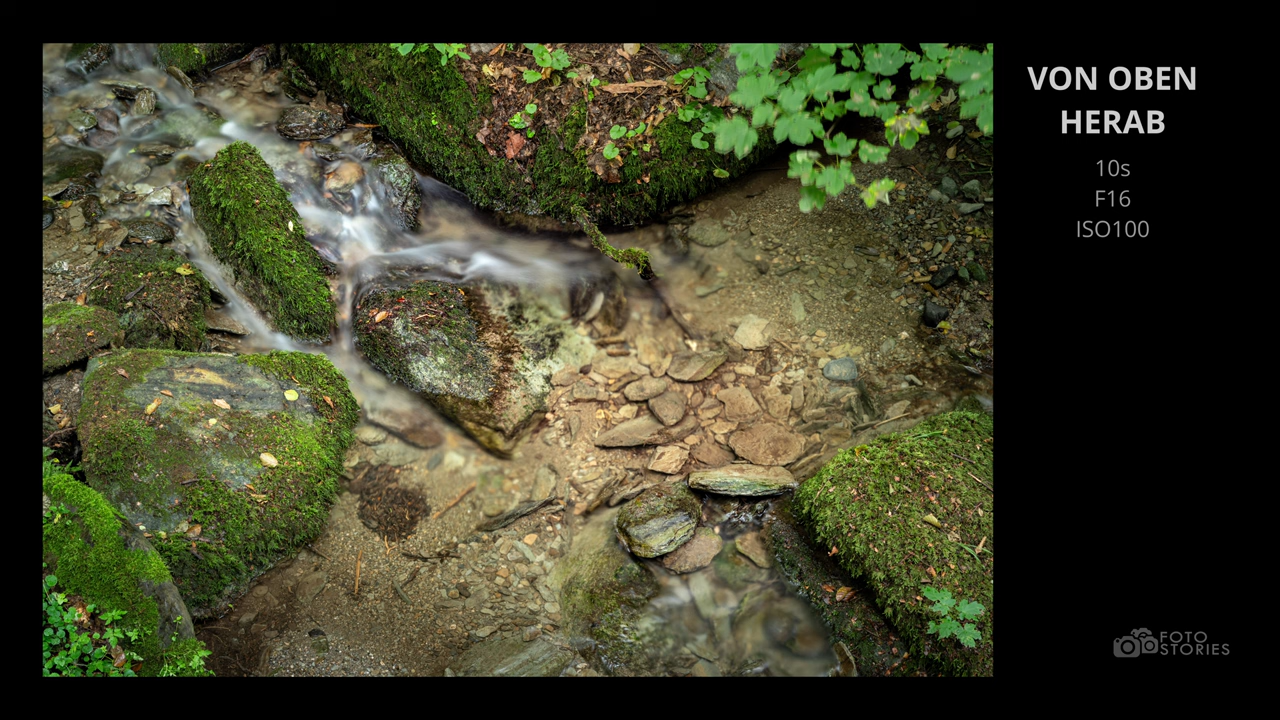 VON OBEN
HERAB
10s
F16
ISO100
FOTO
STORIES